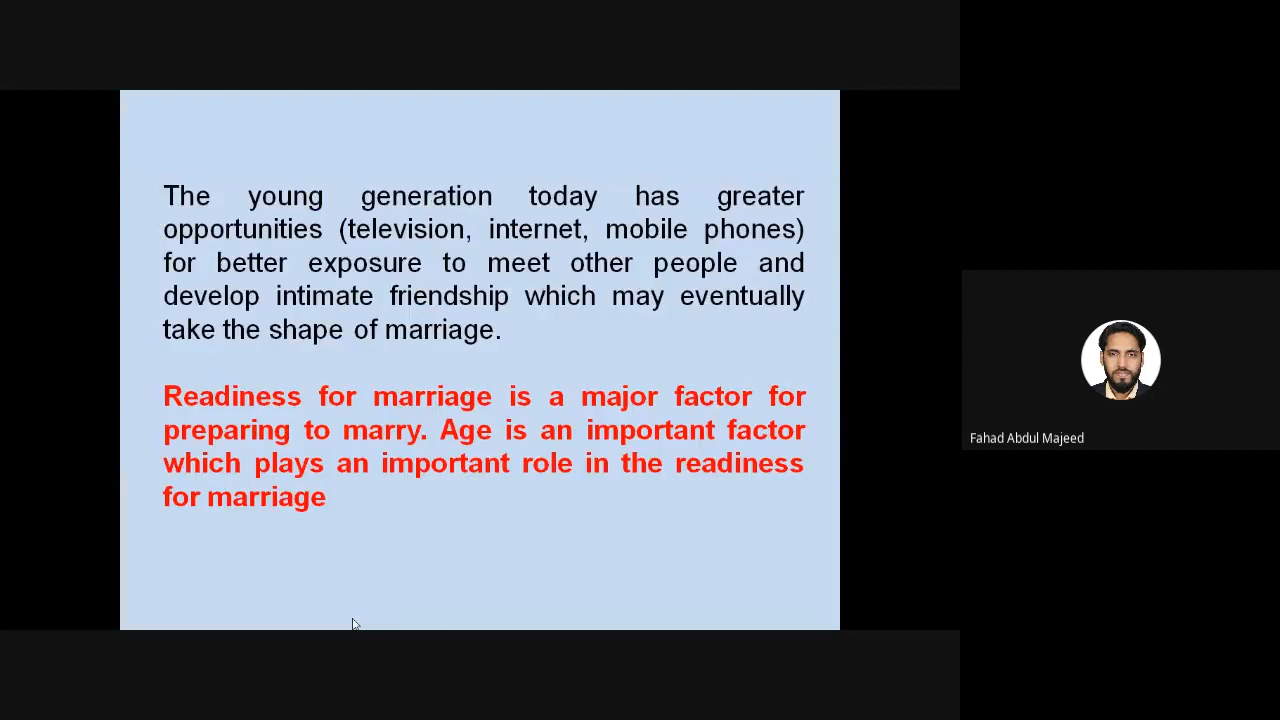 The young generation today has greater
opportunities (television, internet, mobile phones)
for better exposure to meet other people and
develop intimate friendship which may eventually
take the shape of marriage.
Readiness for marriage is a major factor for
preparing to marry. Age is an important factor
which plays an important role in the readiness
for marriage
Fahad Abdul Majeed